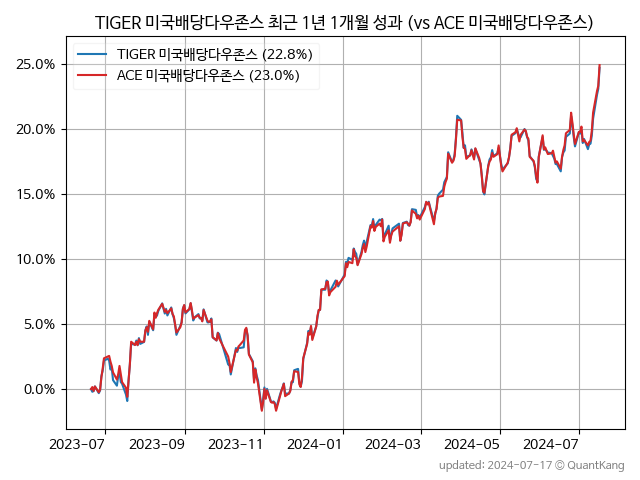 TIGER 미국배당다우존스 최근 1년 1개월 성과 (vs ACE 미국배당다우존스)
TIGER 미국배당다우존스 (22.8%)
ACE 미국배당다우존스 (23.0%)
25.0%
20.0%
15.0%
10.0%
5.0%
0.0%
2023-07 2023-09 2023-11 2024-01 2024-03 2024-05 2024-07
updated: 2024-07-17 © QuantKang